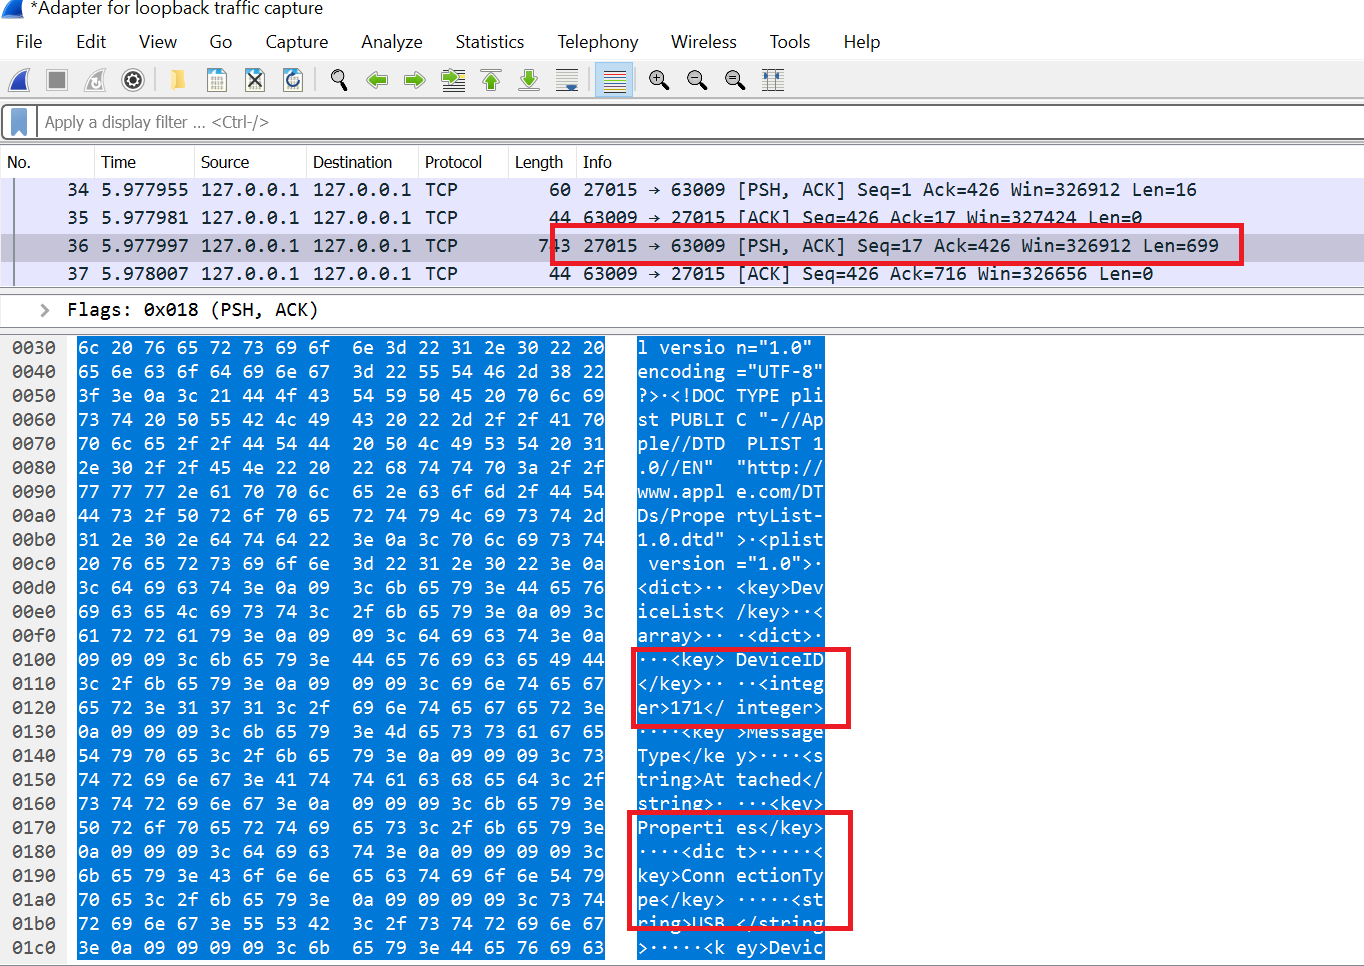 *Adapter for loopback traffic capture
File Edit View Go Capture Analyze Statistics Telephony Wireless Tools Help
Apply a display filter ... <Ctrl-/>
No. Time Source Destination Protocol Length Info
34 5.977955 127.0.0.1 127.0.0.1 TCP 60 27015 → 63009 [PSH, ACK] Seq=1 Ack=426 Win=326912 Len=16
35 5.977981 127.0.0.1 127.0.0.1 TCP 44 63009 → 27015 [ACK] Seq=426 Ack=17 Win=327424 Len=0
36 5.977997 127.0.0.1 127.0.0.1 TCP 743 27015 → 63009 [PSH, ACK] Seq=17 Ack=426 Win=326912 Len=699
37 5.978007 127.0.0.1 127.0.0.1 TCP 44 63009 → 27015 [ACK] Seq=426 Ack=716 Win=326656 Len=0
Flags: 0x018 (PSH, ACK)
0030 6c 20 76 65 72 73 69 6f 6e 3d 22 31 2e 30 22 20 l versio n="1.0"
0040 65 6e 63 6f 64 69 6e 67 3d 22 55 54 46 2d 38 22 encoding ="UTF-8"
0050 3f 3e 0a 3c 21 44 4f 43 54 59 50 45 20 70 6c 69 ?>·<!DOC TYPE pli
0060 73 74 20 50 55 42 4c 49 43 20 22 2d 2f 2f 41 70 st PUBLI C "-//Ap
0070 70 6c 65 2f 2f 44 54 44 20 50 4c 49 53 54 20 31 ple//DTD PLIST 1
0080 2e 30 2f 2f 45 4e 22 20 22 68 74 74 70 3a 2f 2f .0//EN" "http://
0090 77 77 77 2e 61 70 70 6c 65 2e 63 6f 6d 2f 44 54 www.appl e.com/DT
00a0 44 73 2f 50 72 6f 70 65 72 74 79 4c 69 73 74 2d Ds/Prope rtyList-
00b0 31 2e 30 2e 64 74 64 22 3e 0a 3c 70 6c 69 73 74 1.0.dtd" >·<plist
00c0 20 76 65 72 73 69 6f 6e 3d 22 31 2e 30 22 3e 0a version ="1.0">·
00d0 3c 64 69 63 74 3e 0a 09 3c 6b 65 79 3e 44 65 76 <dict>·· <key>Dev
00e0 69 63 65 4c 69 73 74 3c 2f 6b 65 79 3e 0a 09 3c iceList< /key>··<
00f0 61 72 72 61 79 3e 0a 09 09 3c 64 69 63 74 3e 0a array>·· ·<dict>·
0100 09 09 09 3c 6b 65 79 3e 44 65 76 69 63 65 49 44 ···<key> DeviceID
0110 3c 2f 6b 65 79 3e 0a 09 09 09 3c 69 6e 74 65 67 </key>·· ··<integ
0120 65 72 3e 31 37 31 3c 2f 69 6e 74 65 67 65 72 3e er>171</ integer>
0130 0a 09 09 09 3c 6b 65 79 3e 4d 65 73 73 61 67 65 ····<key >Message
0140 54 79 70 65 3c 2f 6b 65 79 3e 0a 09 09 09 3c 73 Type</ke y>····<s
0150 74 72 69 6e 67 3e 41 74 74 61 63 68 65 64 3c 2f tring>At tached</
0160 73 74 72 69 6e 67 3e 0a 09 09 09 3c 6b 65 79 3e string>· ···<key>
0170 50 72 6f 70 65 72 74 69 65 73 3c 2f 6b 65 79 3e Properti es</key>
0180 0a 09 09 09 3c 64 69 63 74 3e 0a 09 09 09 09 3c ····<dic t>·····<
0190 6b 65 79 3e 43 6f 6e 6e 65 63 74 69 6f 6e 54 79 key>Conn ectionTy
01a0 70 65 3c 2f 6b 65 79 3e 0a 09 09 09 09 3c 73 74 pe</key> ·····<st
01b0 72 69 6e 67 3e 55 53 42 3c 2f 73 74 72 69 6e 67 ring>USB </string
01c0 3e 0a 09 09 09 09 3c 6b 65 79 3e 44 65 76 69 63 >·····<k ey>Devic